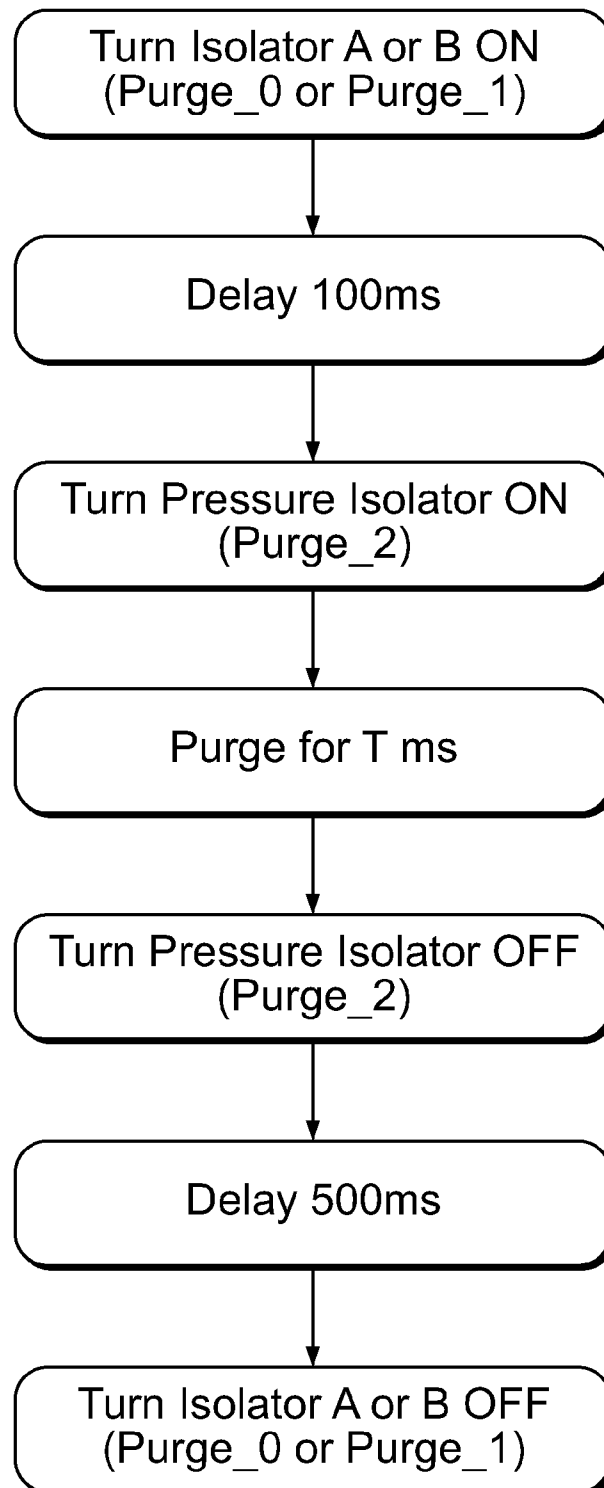 Turn Isolator A or B ON
(Purge_0 or Purge_1)
Delay 100ms
Turn Pressure Isolator ON
(Purge_2)
Purge for T ms
Turn Pressure Isolator OFF
(Purge_2)
Delay 500ms
Turn Isolator A or B OFF
(Purge_0 or Purge_1)